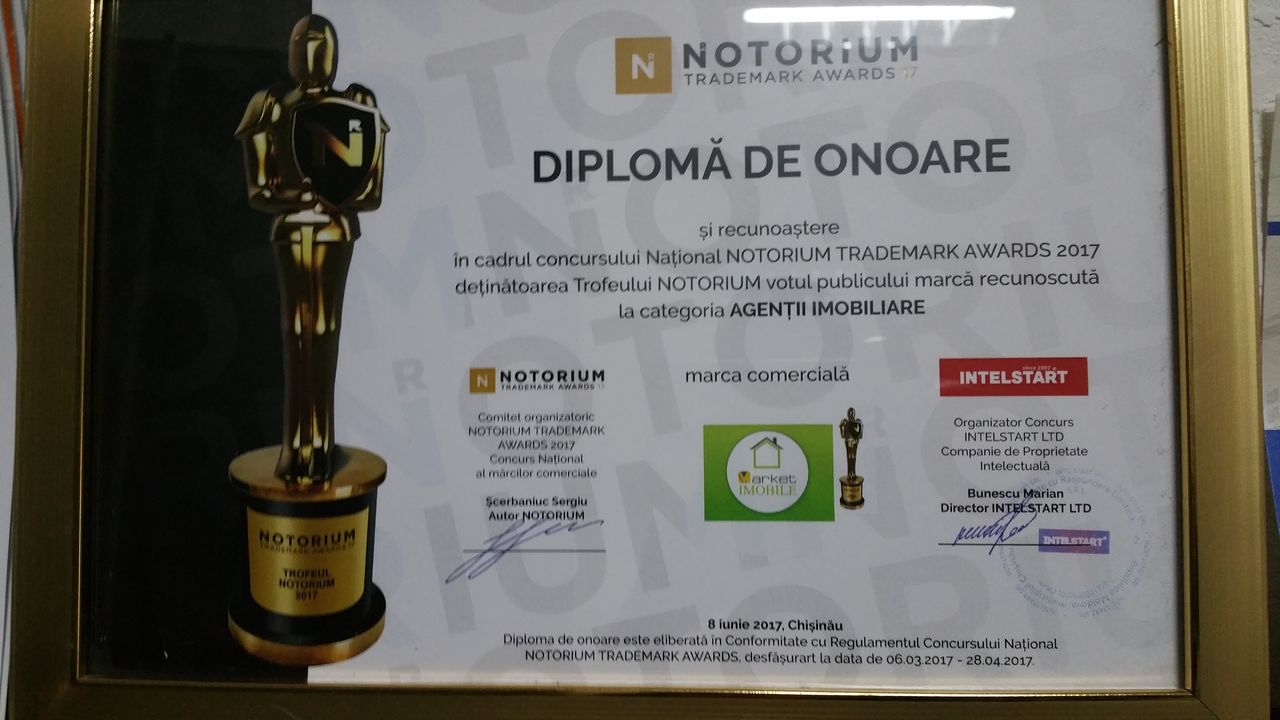 NOTORIUM
TRADEMARK AWARDS 17
DIPLOMĂ DE ONOARE
și recunoaștere
în cadrul concursului Național NOTORIUM TRADEMARK AWARDS 2017
deținătoarea Trofeului NOTORIUM votul publicului marcă recunoscută
la categoria AGENȚII IMOBILIARE
NOTORIUM
TRADEMARK AWARDS 17
Comitet organizatoric
NOTORIUM TRADEMARK
AWARDS 2017
Concurs Național
al mărcilor comerciale
Șcerbaniuc Sergiu
Autor NOTORIUM
marca comercială
Market
IMOBILE
since 2007
INTELSTART
Organizator Concurs
INTELSTART LTD
Companie de Proprietate
Intelectuală
Bunescu Marian
Director INTELSTART LTD
INTELSTART
8 iunie 2017, Chișinău
Diploma de onoare este eliberată în Conformitate cu Regulamentul Concursului Național
NOTORIUM TRADEMARK AWARDS, desfășurart la data de 06.03.2017 - 28.04.2017.
N R
NOTORIUM
TRADEMARK AWARDS 17
TROFEUL
NOTORIUM
2017